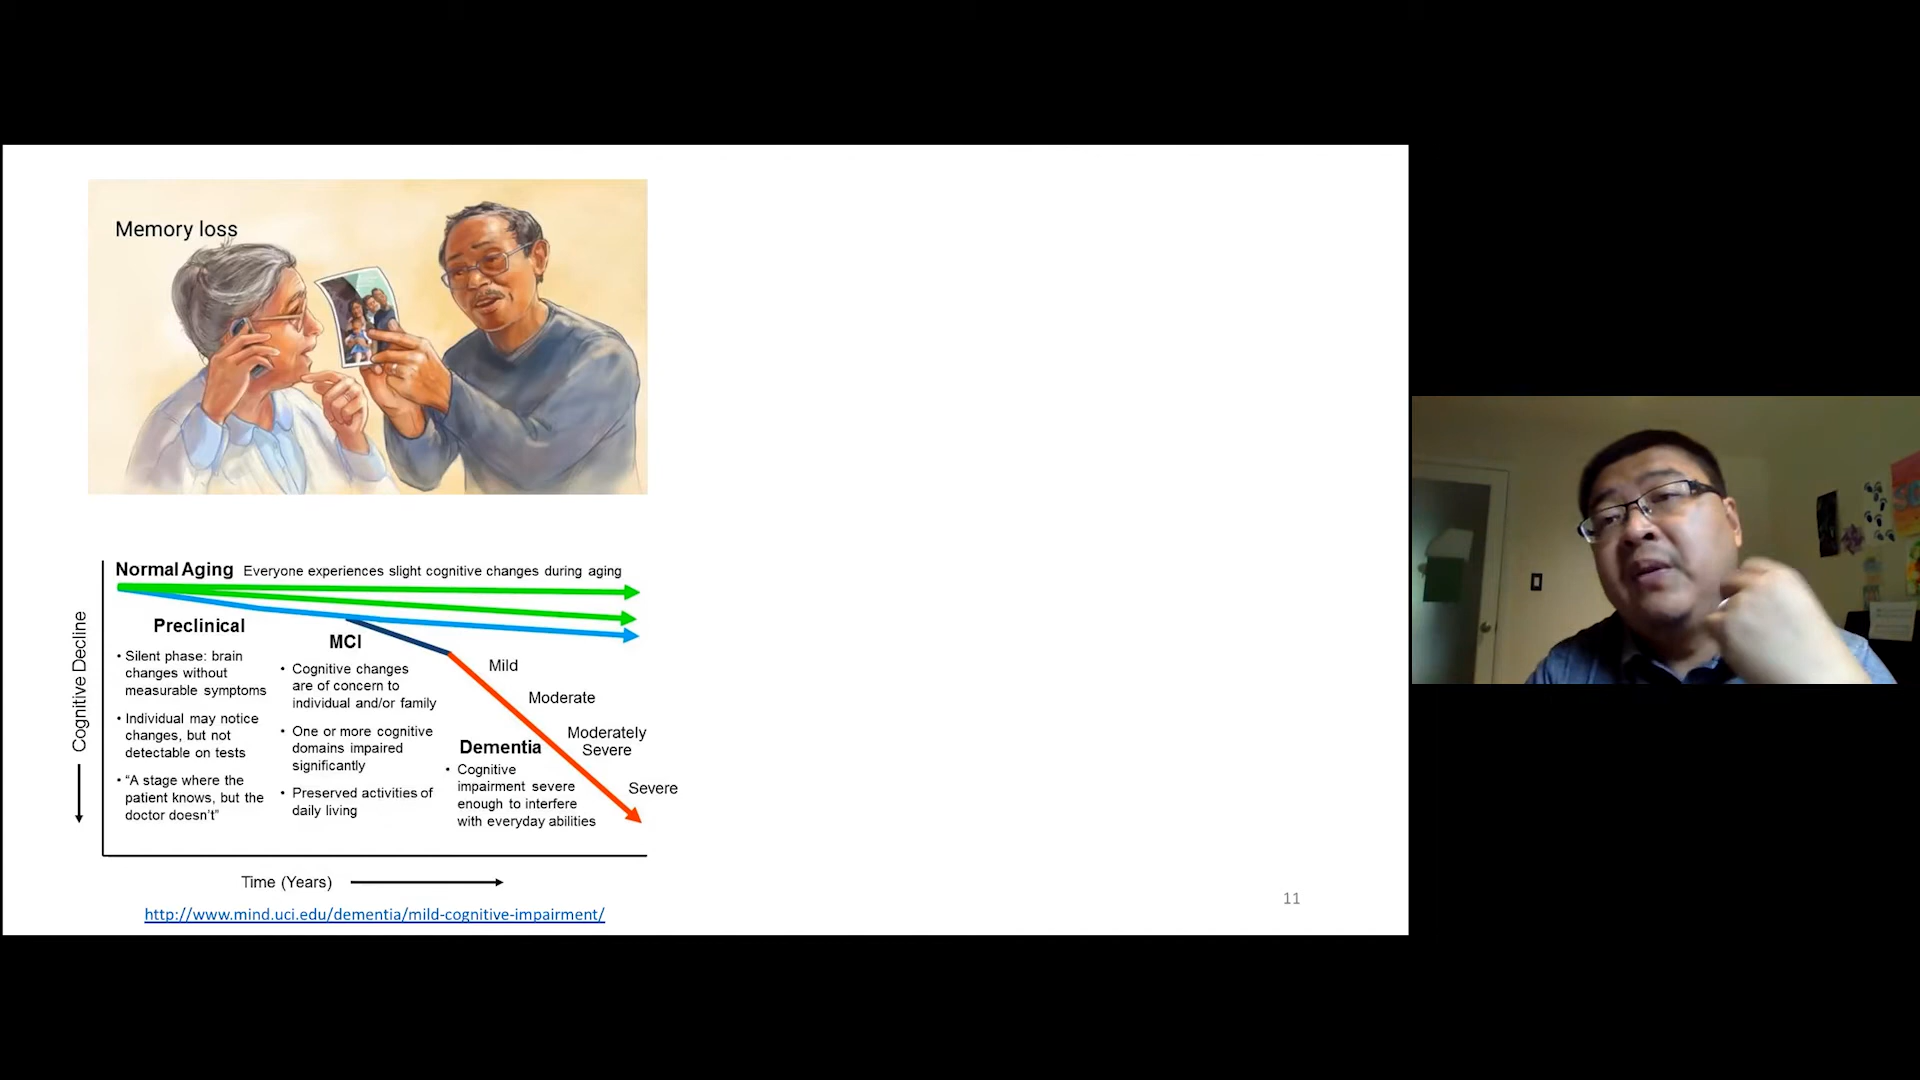 Memory loss
Normal Aging Everyone experiences slight cognitive changes during aging
Cognitive Decline
Preclinical
• Silent phase: brain
changes without
measurable symptoms
• Individual may notice
changes, but not
detectable on tests
• “A stage where the
patient knows, but the
doctor doesn’t”
MCI
• Cognitive changes
are of concern to
individual and/or family
• One or more cognitive
domains impaired
significantly
• Preserved activities of
daily living
Mild
Moderate
Moderately
Severe
Severe
Dementia
• Cognitive
impairment severe
enough to interfere
with everyday abilities
Time (Years)
http://www.mind.uci.edu/dementia/mild-cognitive-impairment/
11